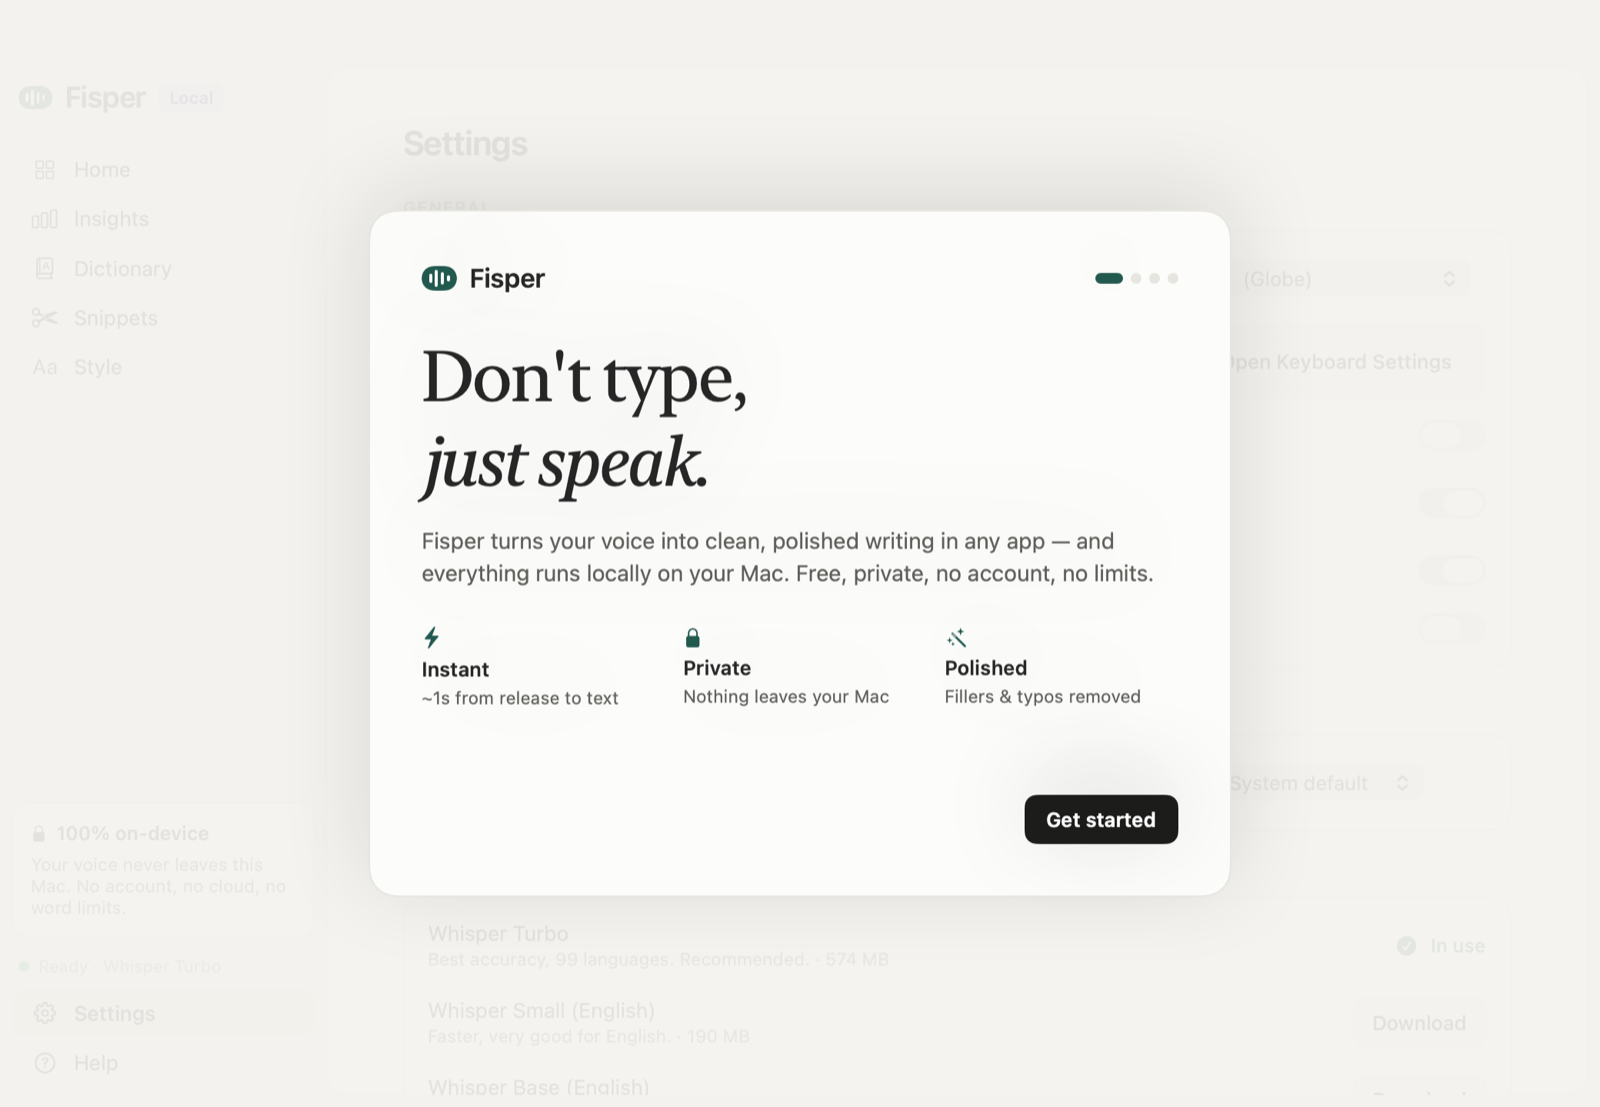 Fisper
Local
Home
Insights
Dictionary
Snippets
Aa Style
100% on-device
Your voice never leaves this
Mac. No account, no cloud, no
word limits.
Ready · Whisper Turbo
Settings
Help
Settings
GENERAL
(Globe)
Open Keyboard Settings
System default
Fisper
Don't type,
just speak.
Fisper turns your voice into clean, polished writing in any app — and
everything runs locally on your Mac. Free, private, no account, no limits.
Instant
~1s from release to text
Private
Nothing leaves your Mac
Polished
Fillers & typos removed
Get started
Whisper Turbo
Best accuracy, 99 languages. Recommended. · 574 MB
In use
Whisper Small (English)
Faster, very good for English. · 190 MB
Download
Whisper Base (English)